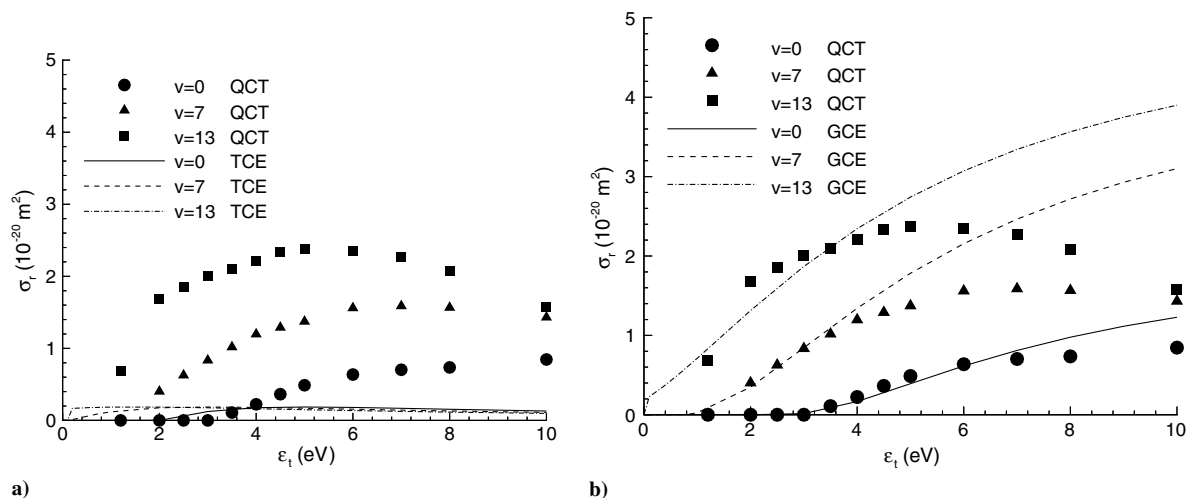 5
4
3
2
1
0
σr (10-20 m2)
v=0 QCT
v=7 QCT
v=13 QCT
v=0 TCE
v=7 TCE
v=13 TCE
0 2 4 6 8 10
εt (eV)
a)
5
4
3
2
1
0
σr (10-20 m2)
v=0 QCT
v=7 QCT
v=13 QCT
v=0 GCE
v=7 GCE
v=13 GCE
0 2 4 6 8 10
εt (eV)
b)